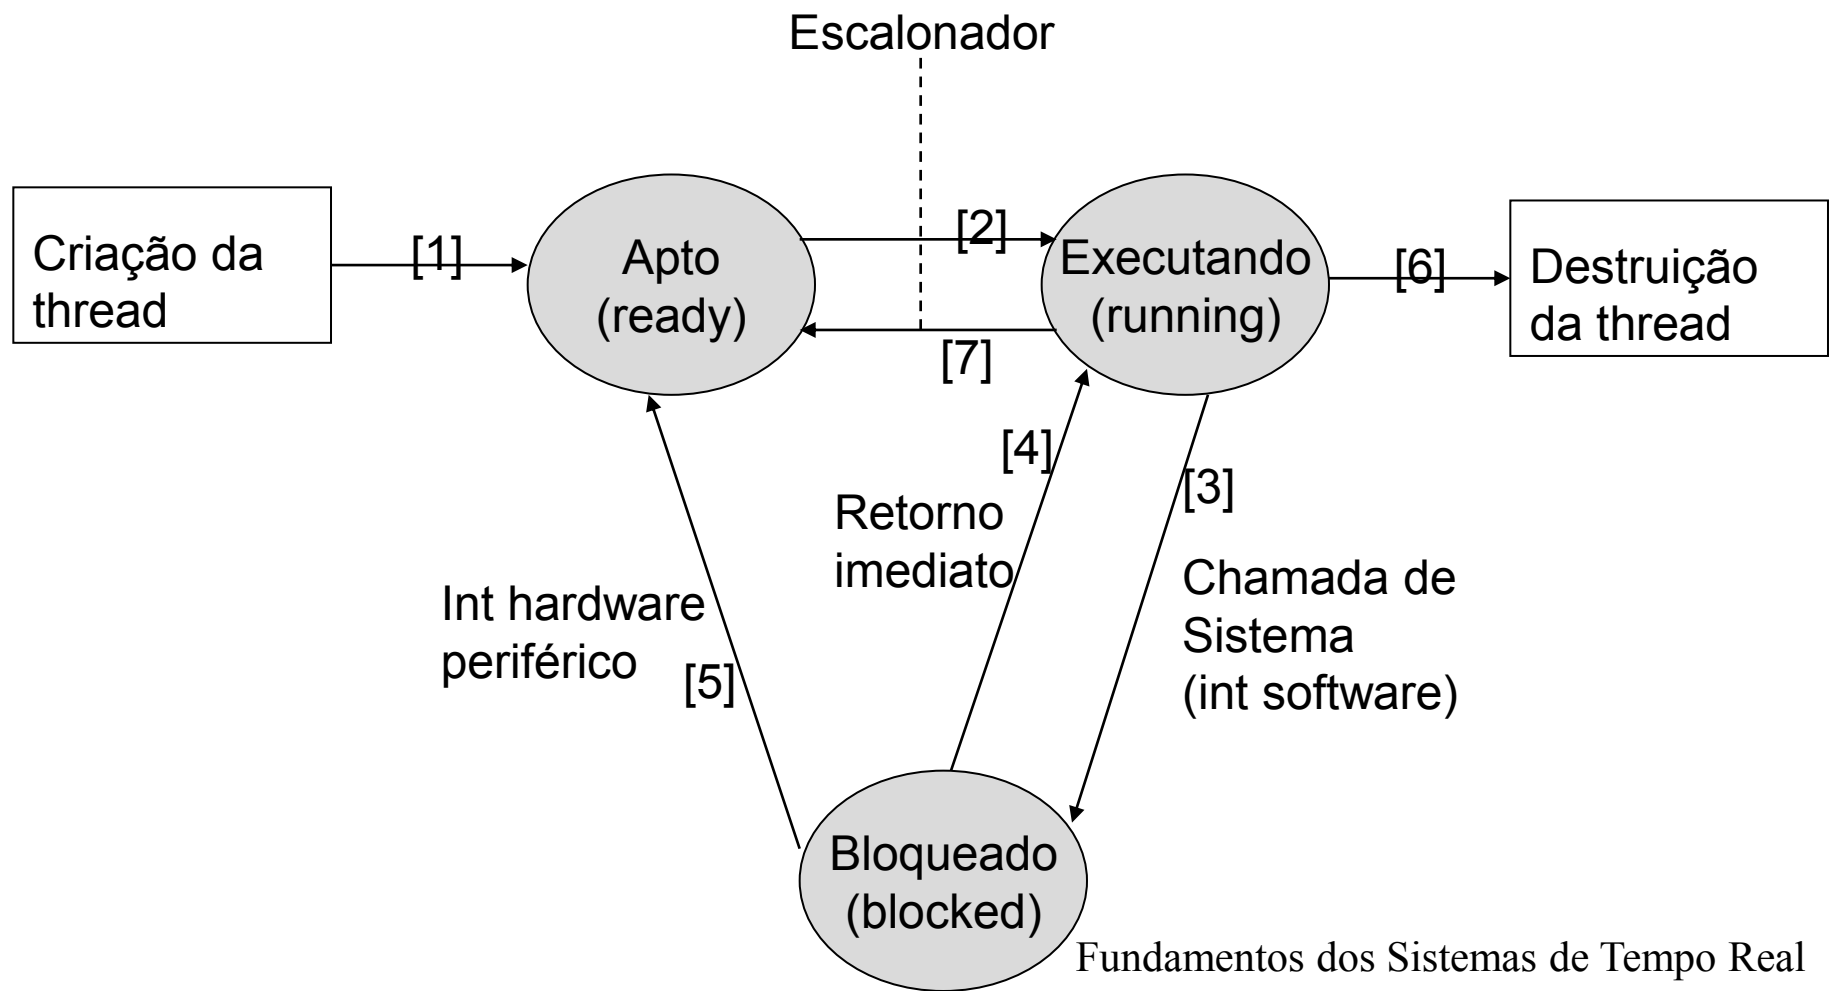 Escalonador
Criação da
thread
[1]
Apto
(ready)
[2]
[7]
Executando
(running)
[6]
Destruição
da thread
[4]
Retorno
imediato
[3]
Chamada de
Sistema
(int software)
Int hardware
periférico
[5]
Bloqueado
(blocked)
Fundamentos dos Sistemas de Tempo Real